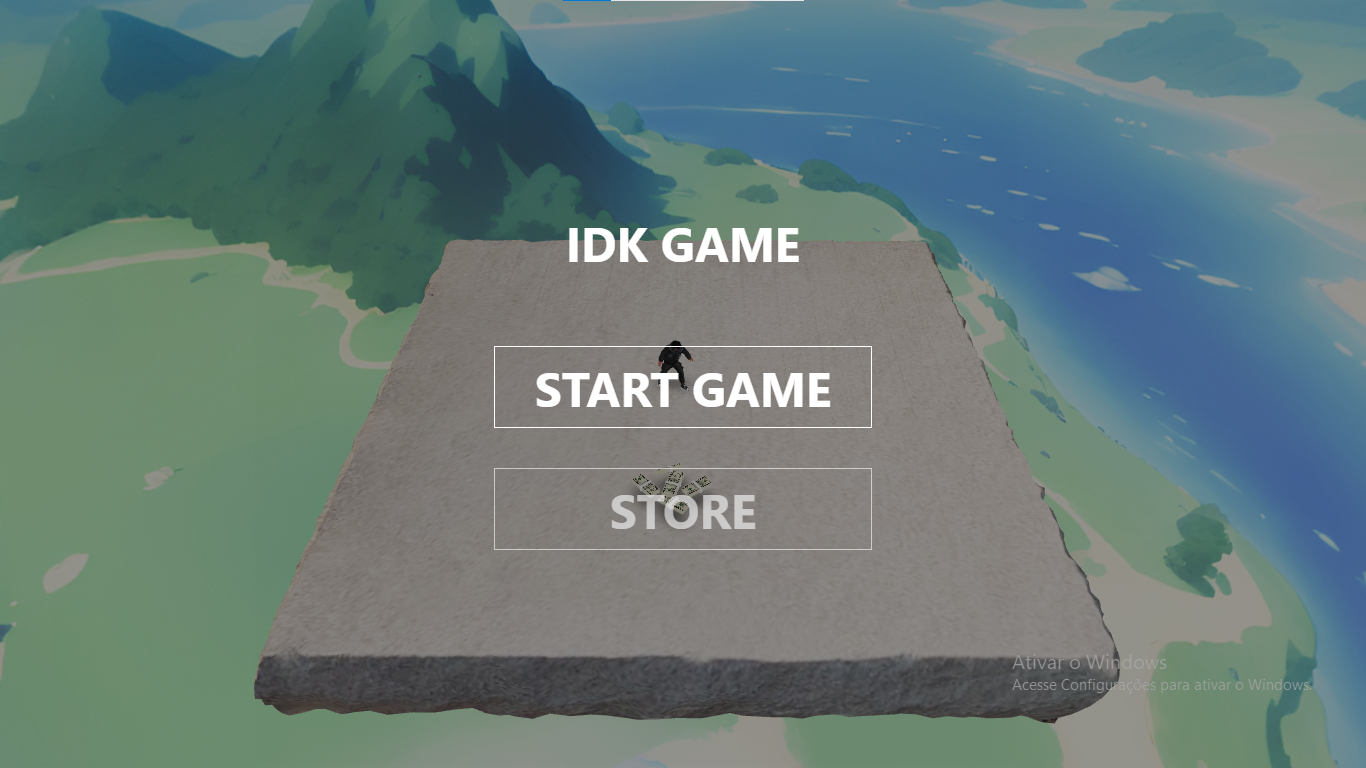 IDK GAME
START GAME
STORE
Ativar o Windows
Acesse Configurações para ativar o Windows.